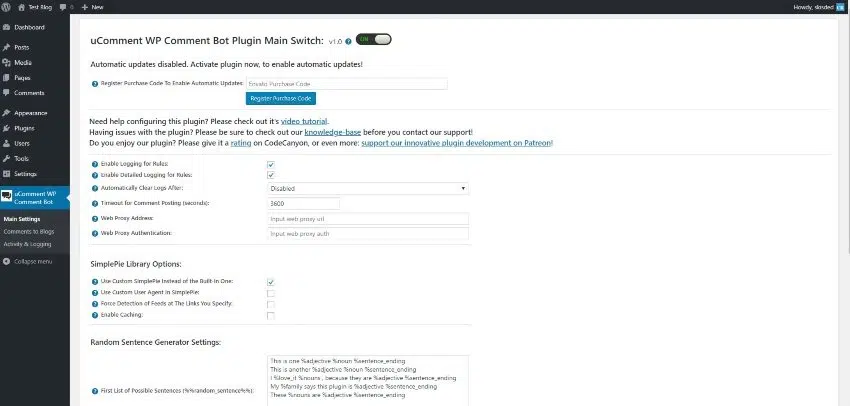 Test Blog
0
New
Howdy, skisded
Dashboard
Posts
Media
Pages
Comments
Appearance
Plugins
Users
Tools
Settings
uComment WP
Comment Bot
Main Settings
Comments to Blogs
Activity & Logging
Collapse menu
uComment WP Comment Bot Plugin Main Switch: v1.0 ON
Automatic updates disabled. Activate plugin now, to enable automatic updates!
Register Purchase Code To Enable Automatic Updates: Envato Purchase Code
Register Purchase Code
Need help configuring this plugin? Please check out it's video tutorial.
Having issues with the plugin? Please be sure to check out our knowledge-base before you contact our support!
Do you enjoy our plugin? Please give it a rating on CodeCanyon, or even more: support our innovative plugin development on Patreon!
Enable Logging for Rules:
Enable Detailed Logging for Rules:
Automatically Clear Logs After: Disabled
Timeout for Comment Posting (seconds): 3600
Web Proxy Address: Input web proxy url
Web Proxy Authentication: Input web proxy auth
SimplePie Library Options:
Use Custom SimplePie Instead of the Built-In One:
Use Custom User Agent in SimplePie:
Force Detection of Feeds at The Links You Specify:
Enable Caching:
Random Sentence Generator Settings:
This is one %adjective %noun %sentence_ending
This is another %adjective %noun %sentence_ending
I %love_it %nouns , because they are %adjective %sentence_ending
My %family says this plugin is %adjective %sentence_ending
These %nouns are %adjective %sentence_ending
First List of Possible Sentences (%%random_sentence%%):